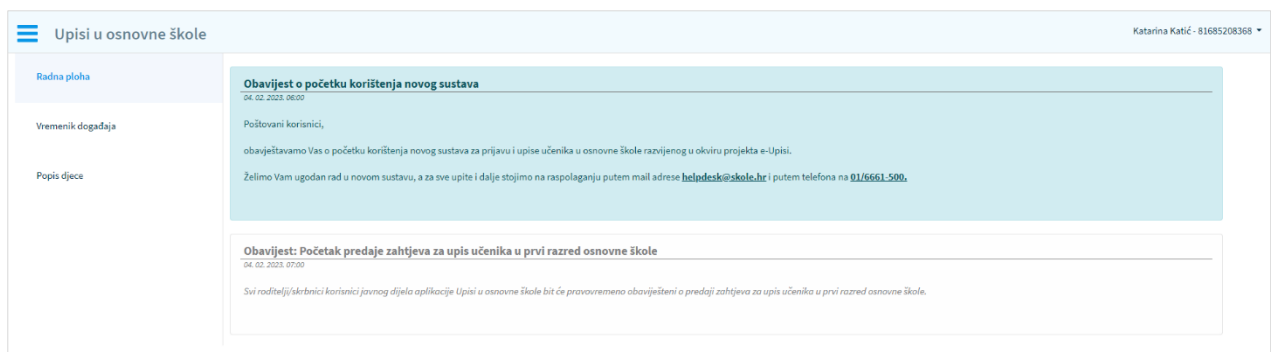 Upisi u osnovne škole
Katarina Katić - 81685208368
Radna ploha
Vremenik događaja
Popis djece
Obavijest o početku korištenja novog sustava
04. 02. 2023. 06:00
Poštovani korisnici,
obavještavamo Vas o početku korištenja novog sustava za prijavu i upise učenika u osnovne škole razvijenog u okviru projekta e-Upisi.
Želimo Vam ugodan rad u novom sustavu, a za sve upite i dalje stojimo na raspolaganju putem mail adrese helpdesk@skole.hr i putem telefona na 01/6661-500.
Obavijest: Početak predaje zahtjeva za upis učenika u prvi razred osnovne škole
04. 02. 2023. 07:00
Svi roditelji/skrbnici korisnici javnog dijela aplikacije Upisi u osnovne škole bit će pravovremeno obaviješteni o predaji zahtjeva za upis učenika u prvi razred osnovne škole.